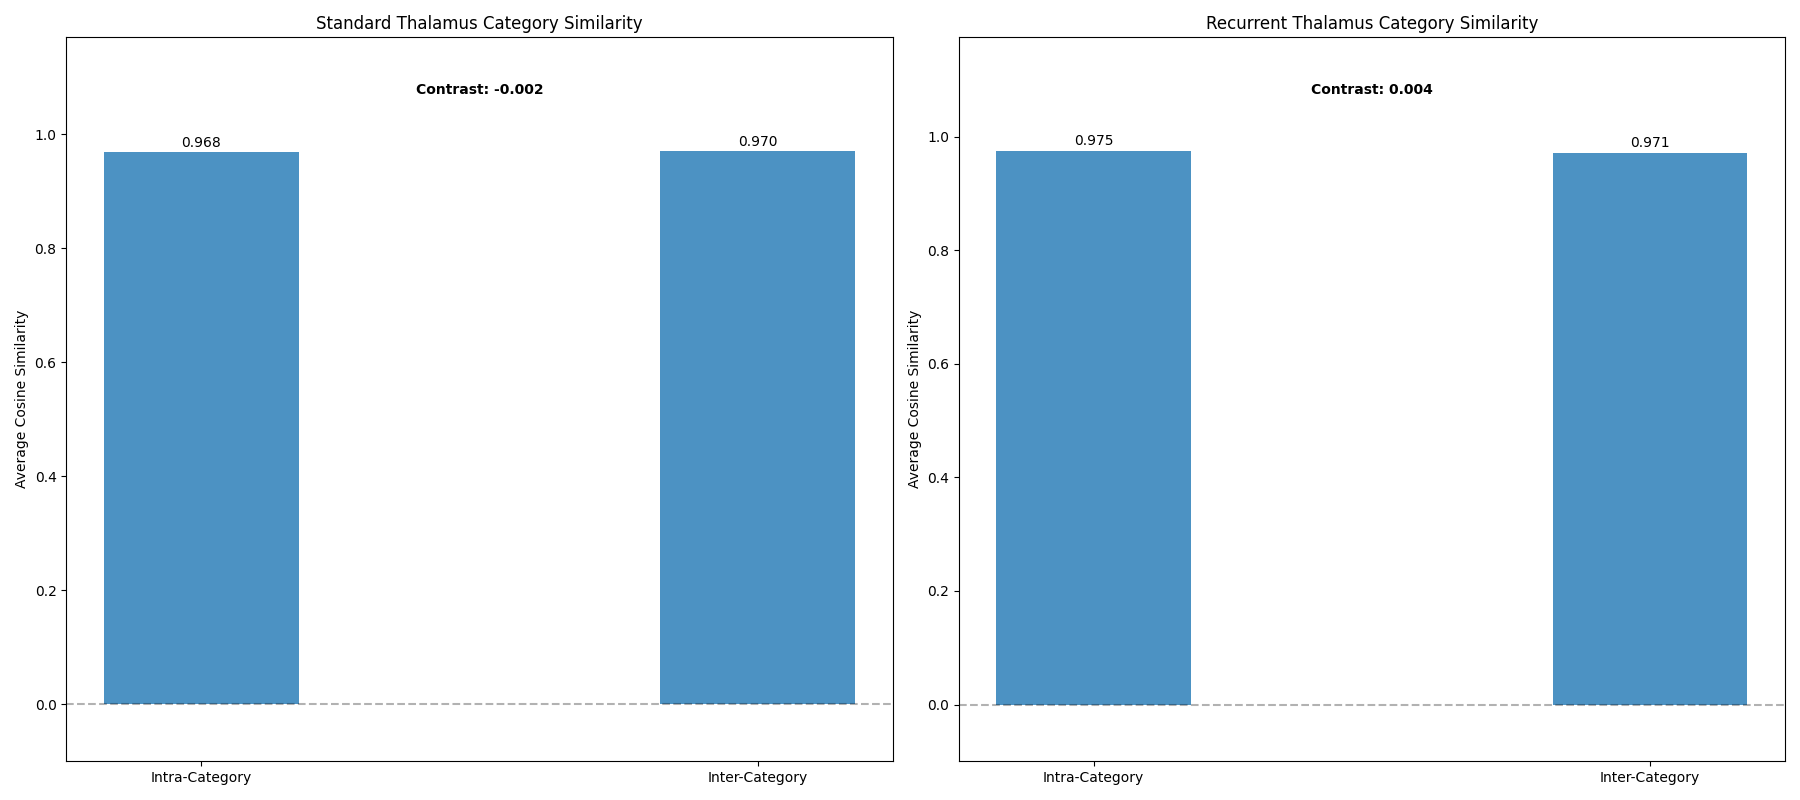 Standard Thalamus Category Similarity
Contrast: -0.002
1.0
0.8
0.6
0.4
0.2
0.0
Average Cosine Similarity
0.968
0.970
Intra-Category
Inter-Category
Recurrent Thalamus Category Similarity
Contrast: 0.004
1.0
0.8
0.6
0.4
0.2
0.0
Average Cosine Similarity
0.975
0.971
Intra-Category
Inter-Category